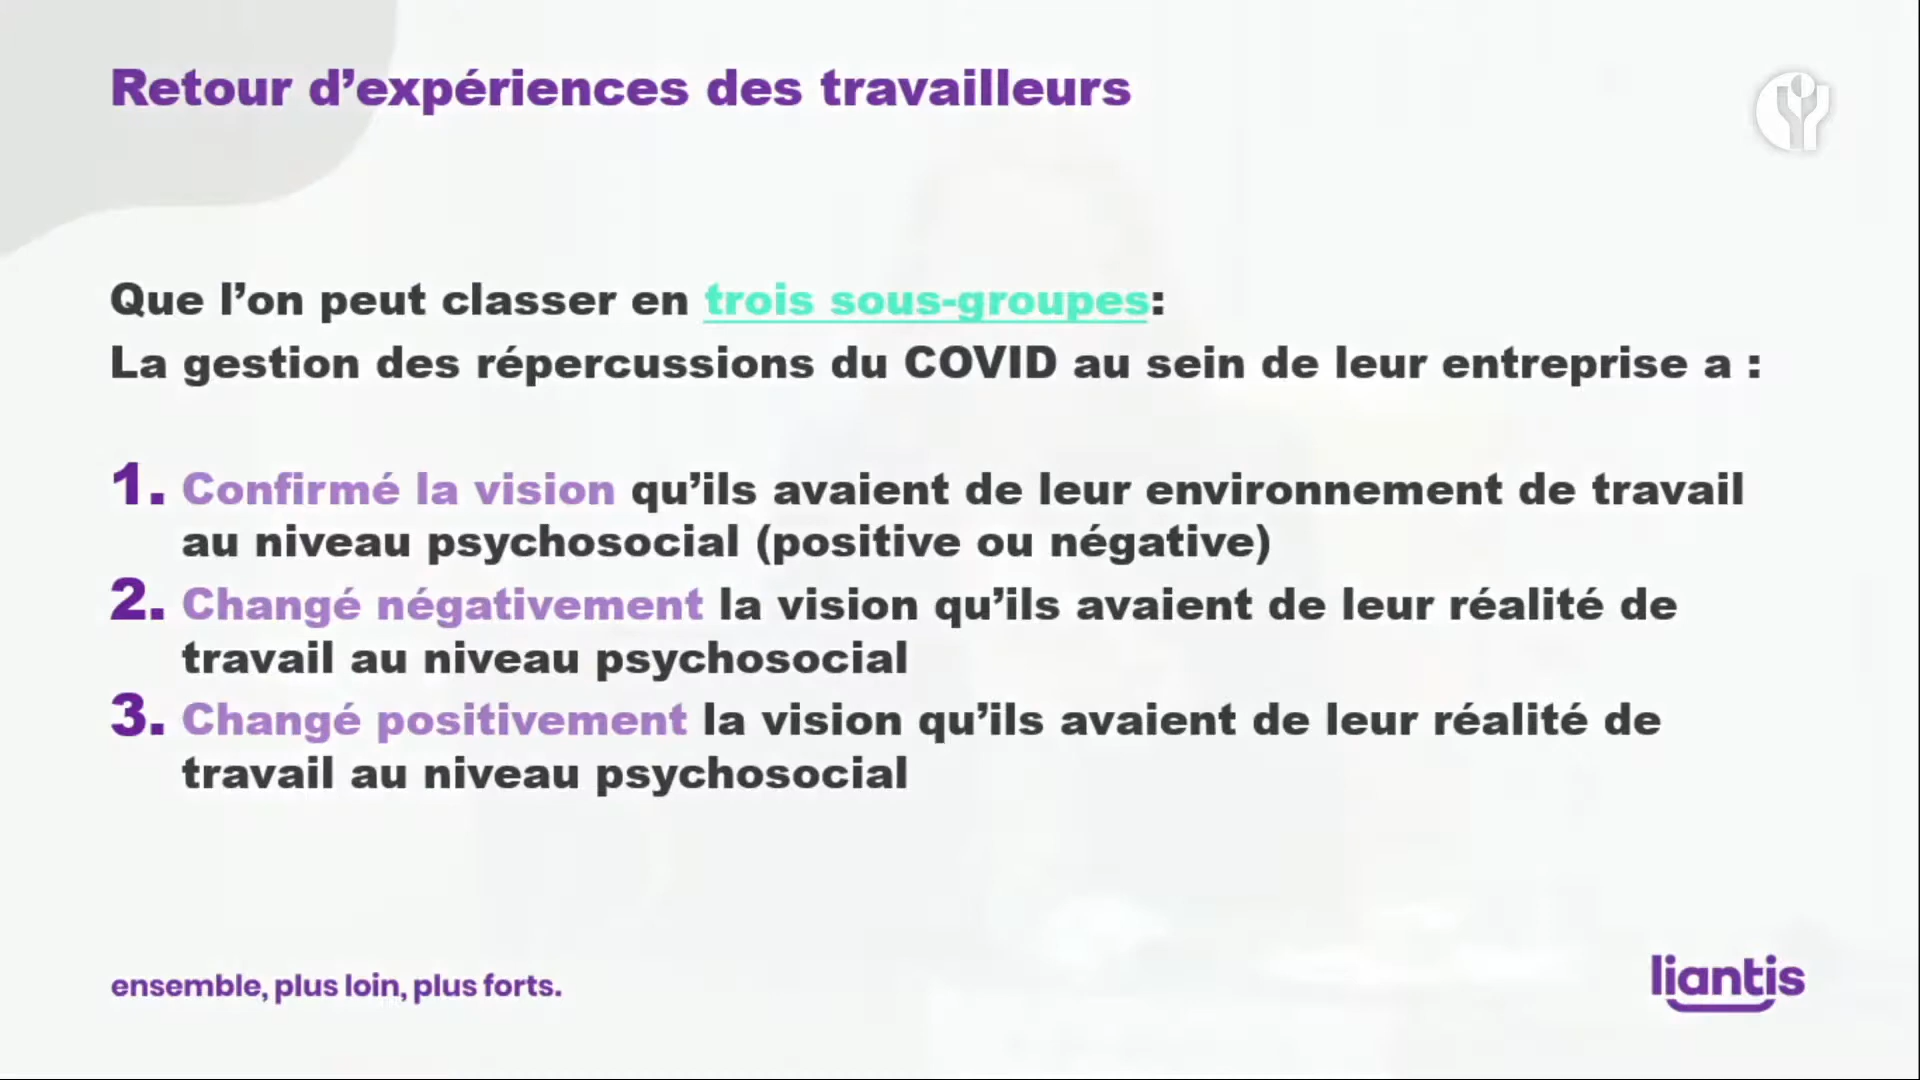 Retour d’expériences des travailleurs
Que l’on peut classer en trois sous-groupes:
La gestion des répercussions du COVID au sein de leur entreprise a :
1. Confirmé la vision qu’ils avaient de leur environnement de travail
au niveau psychosocial (positive ou négative)
2. Changé négativement la vision qu’ils avaient de leur réalité de
travail au niveau psychosocial
3. Changé positivement la vision qu’ils avaient de leur réalité de
travail au niveau psychosocial
ensemble, plus loin, plus forts.
liantis